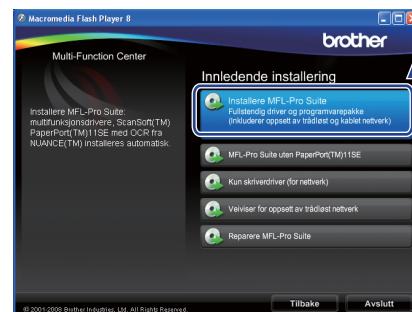 Macromedia Flash Player 8
brother
Multi-Function Center
Installere MFL-Pro Suite:
multifunksjonsdrivere, ScanSoft(TM)
PaperPort(TM)11SE med OCR fra
NUANCE(TM) installeres automatisk.
Innledende installering
Installere MFL-Pro Suite
Fullstendig driver og programvarepakke
(Inkluderer oppsett av trådløst og kablet nettverk)
MFL-Pro Suite uten PaperPort(TM)11SE
Kun skriverdriver (for nettverk)
Veiviser for oppsett av trådløst nettverk
Reparere MFL-Pro Suite
© 2001-2008 Brother Industries, Ltd. All Rights Reserved.
Tilbake
Avslutt